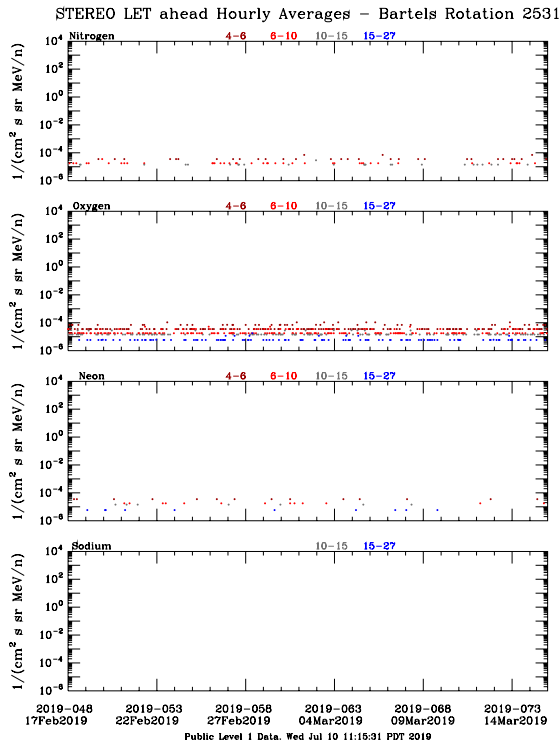 STEREO LET ahead Hourly Averages – Bartels Rotation 2531
Nitrogen 4-6 6-10 10-15 15-27
10^4
10^2
10^0
10^-2
10^-4
10^-6
1/(cm^2 s sr MeV/n)
Oxygen 4-6 6-10 10-15 15-27
10^4
10^2
10^0
10^-2
10^-4
10^-6
1/(cm^2 s sr MeV/n)
Neon 4-6 6-10 10-15 15-27
10^4
10^2
10^0
10^-2
10^-4
10^-6
1/(cm^2 s sr MeV/n)
Sodium 10-15 15-27
10^4
10^2
10^0
10^-2
10^-4
10^-6
1/(cm^2 s sr MeV/n)
2019-048 2019-053 2019-058 2019-063 2019-068 2019-073
17Feb2019 22Feb2019 27Feb2019 04Mar2019 09Mar2019 14Mar2019
Public Level 1 Data. Wed Jul 10 11:15:31 PDT 2019